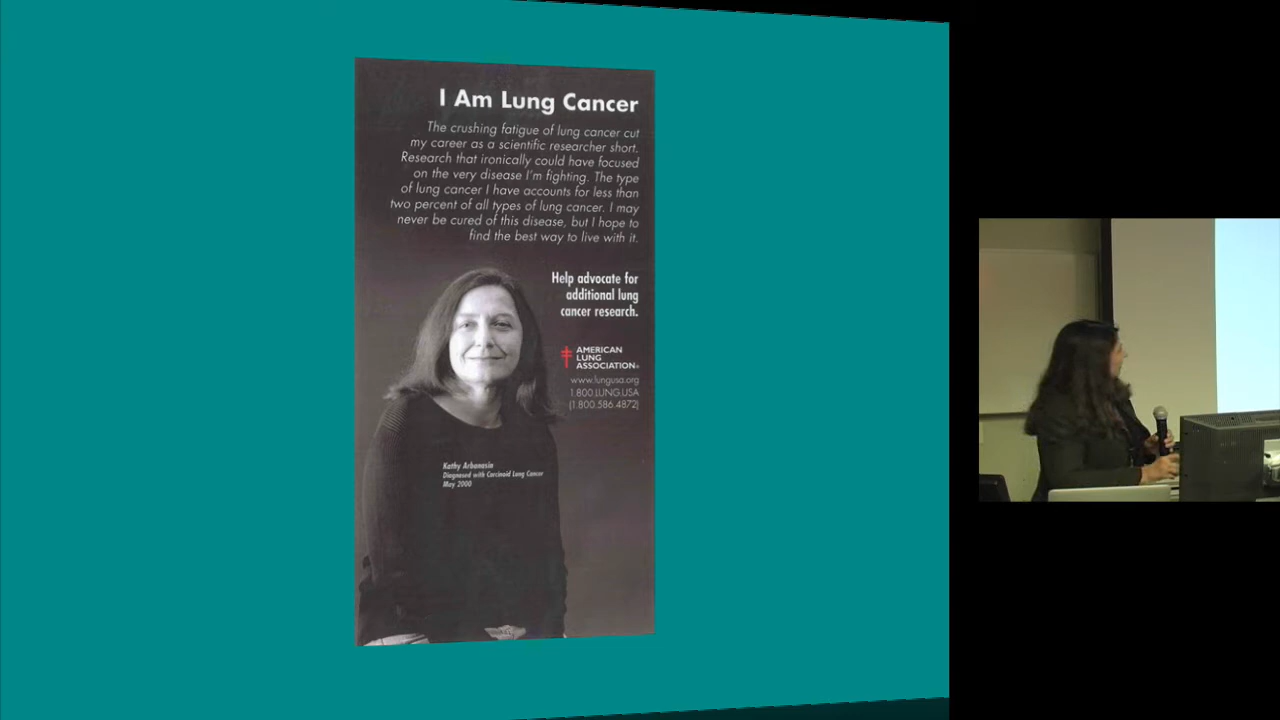 I Am Lung Cancer
The crushing fatigue of lung cancer cut
my career as a scientific researcher short.
Research that ironically could have focused
on the very disease I'm fighting. The type
of lung cancer I have accounts for less than
two percent of all types of lung cancer. I may
never be cured of this disease, but I hope to
find the best way to live with it.
Help advocate for
additional lung
cancer research.
AMERICAN
LUNG
ASSOCIATION®
www.lungusa.org
1.800.LUNG.USA
(1.800.586.4872)
Kathy Arbanasia
Diagnosed with Carcinoid Lung Cancer
May 2000